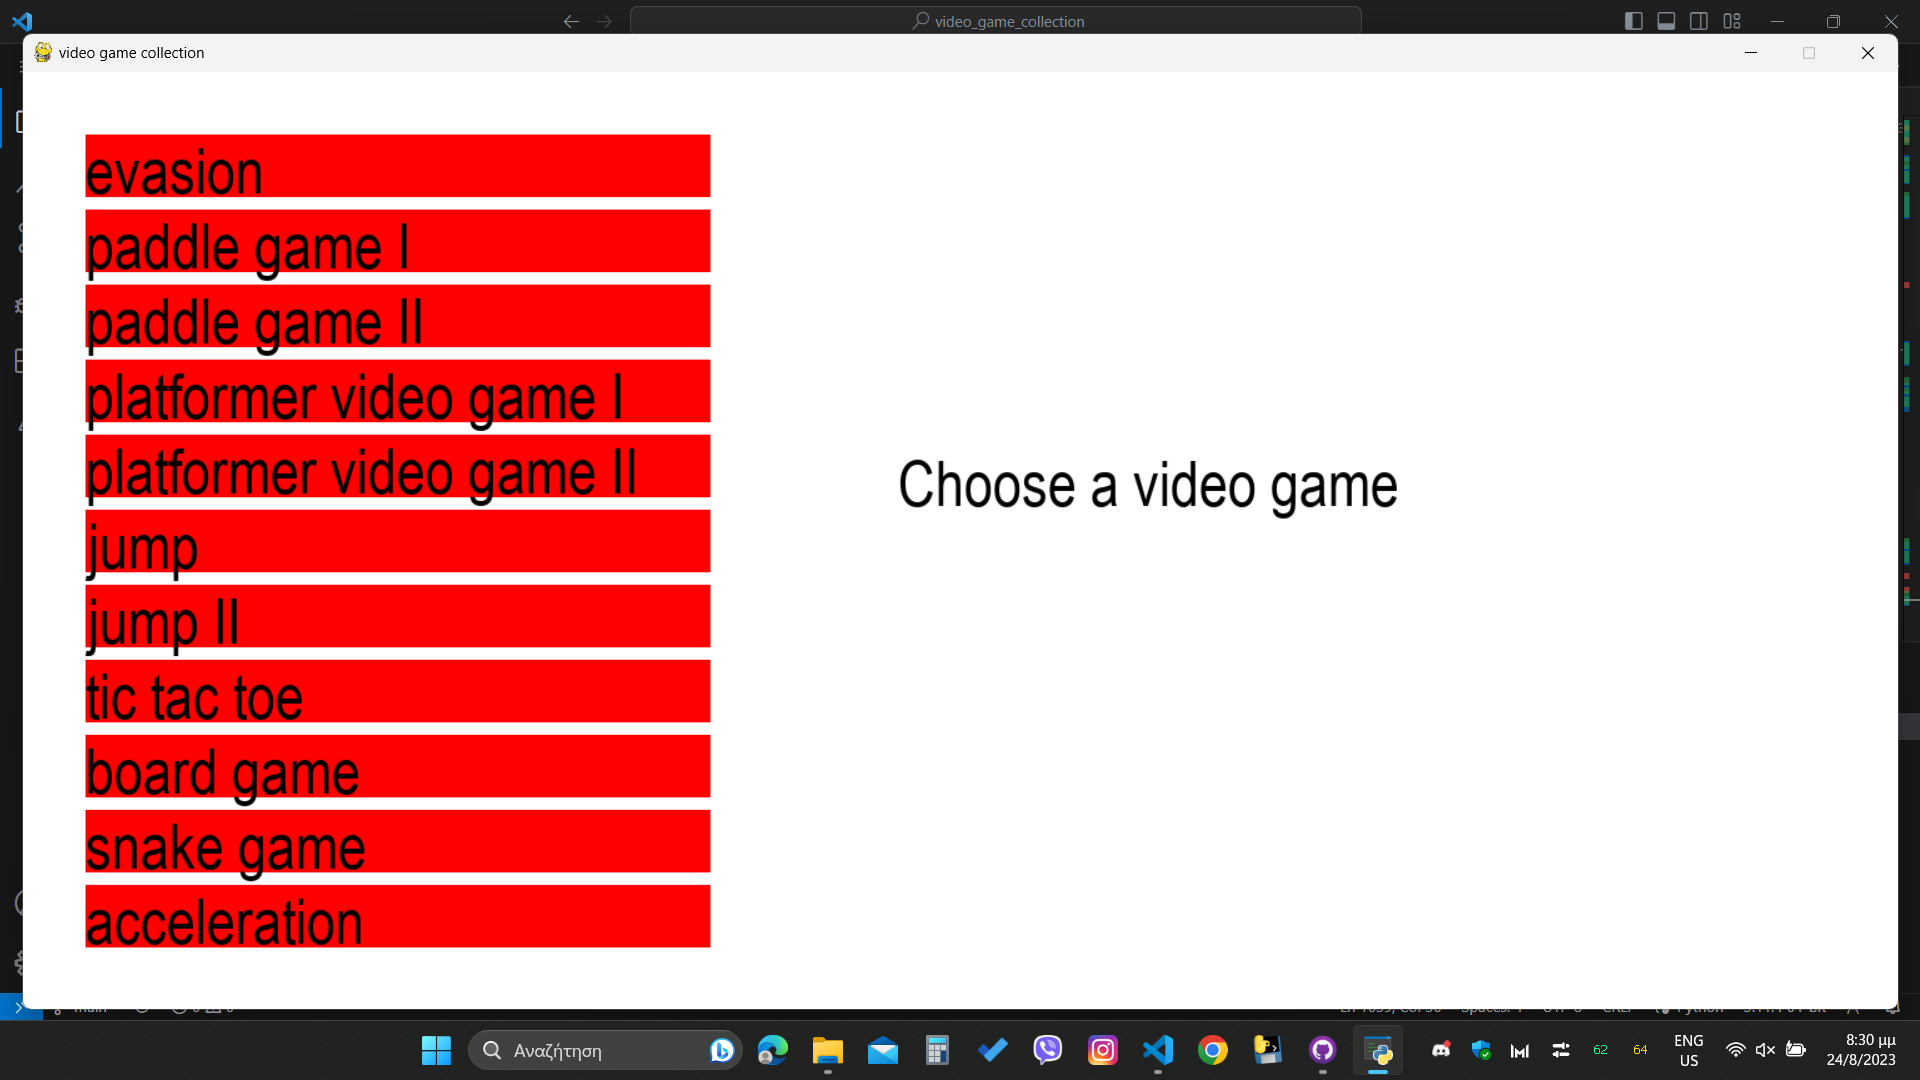 video_game_collection
video game collection
evasion
paddle game I
paddle game II
platformer video game I
platformer video game II
jump
jump II
tic tac toe
board game
snake game
acceleration
Choose a video game
Αναζήτηση
62
64
ENG
US
8:30 μμ
24/8/2023